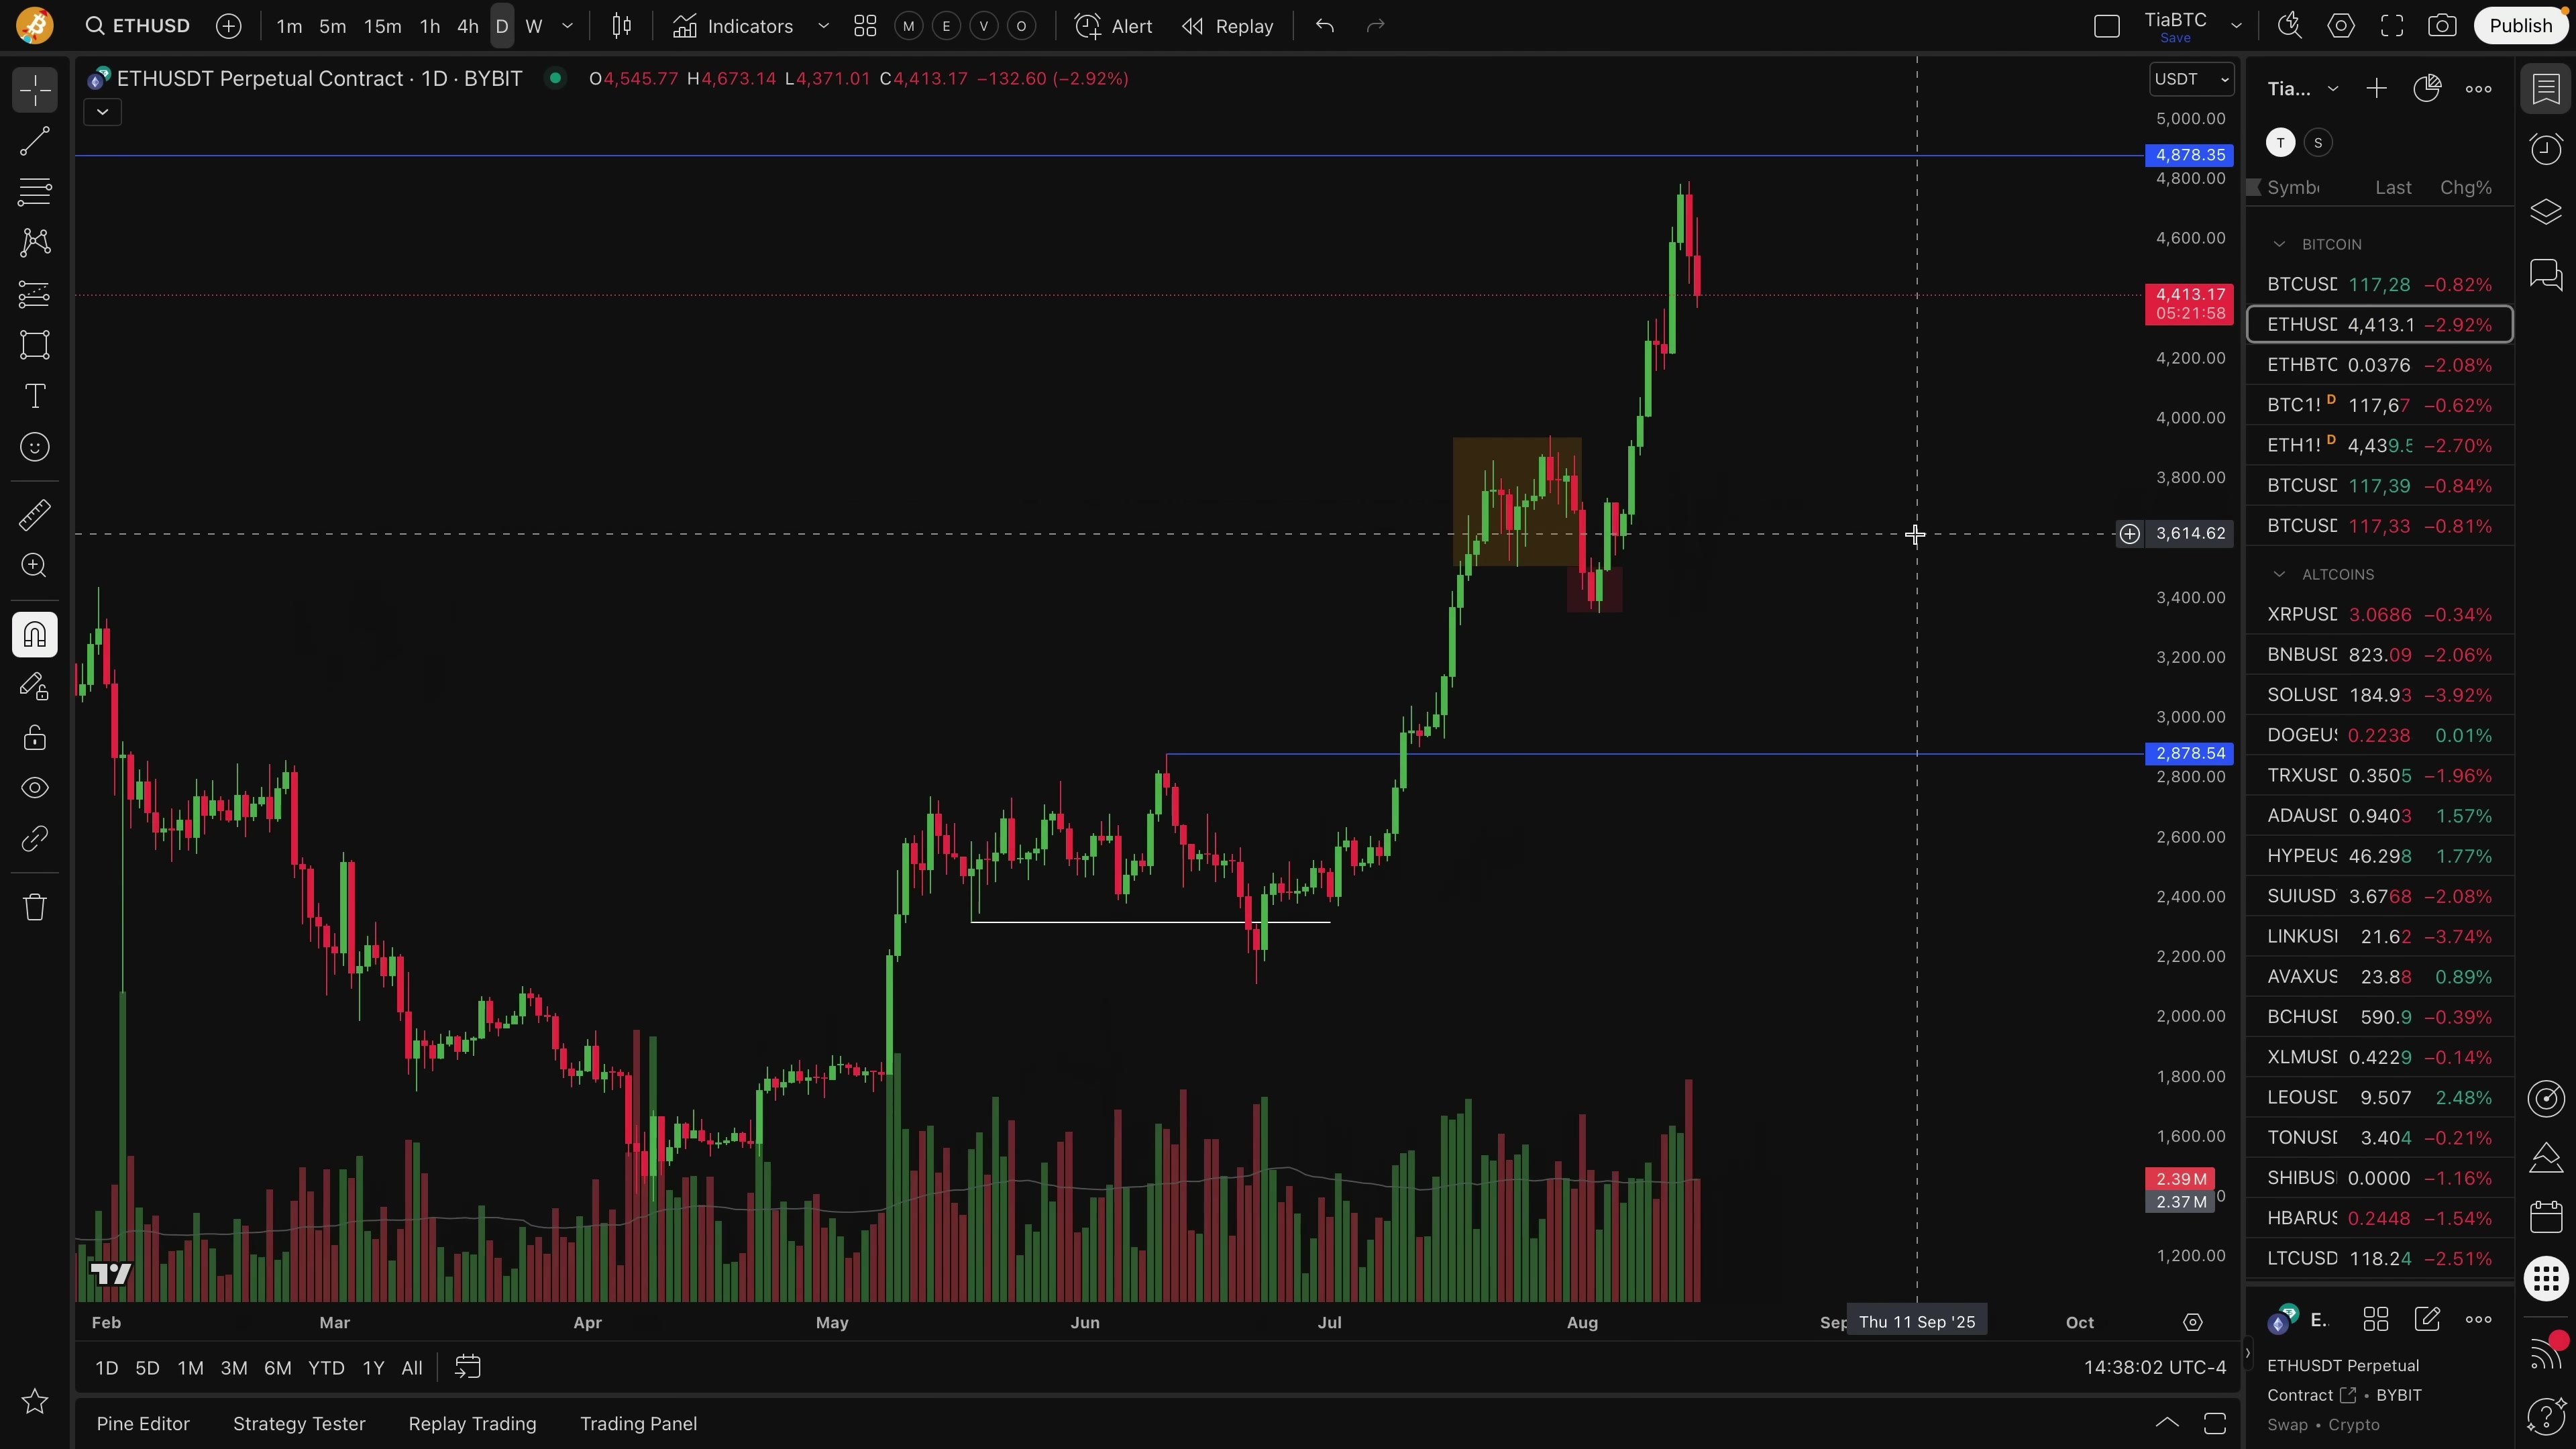 ETHUSD 1m 5m 15m 1h 4h D W Indicators M E V O Alert Replay TiaBTC Save Publish
ETHUSDT Perpetual Contract · 1D · BYBIT O4,545.77 H4,673.14 L4,371.01 C4,413.17 −132.60 (−2.92%)
USDT
5,000.00
4,878.35
4,800.00
4,600.00
4,413.17
05:21:58
4,200.00
4,000.00
3,800.00
3,614.62
3,400.00
3,200.00
3,000.00
2,878.54
2,800.00
2,600.00
2,400.00
2,200.00
2,000.00
1,800.00
1,600.00
2.39 M
2.37 M
0
1,200.00
Feb Mar Apr May Jun Jul Aug Sep Thu 11 Sep '25 Oct
1D 5D 1M 3M 6M YTD 1Y All 14:38:02 UTC-4
Pine Editor Strategy Tester Replay Trading Trading Panel
Tia...
T S
Symb Last Chg%
BITCOIN
BTCUSD 117,28 −0.82%
ETHUSD 4,413.1 −2.92%
ETHBTC 0.0376 −2.08%
BTC1! D 117,67 −0.62%
ETH1! D 4,439.5 −2.70%
BTCUSD 117,39 −0.84%
BTCUSD 117,33 −0.81%
ALTCOINS
XRPUSD 3.0686 −0.34%
BNBUSD 823.09 −2.06%
SOLUSD 184.93 −3.92%
DOGEUS 0.2238 0.01%
TRXUSD 0.3505 −1.96%
ADAUSD 0.9403 1.57%
HYPEUS 46.298 1.77%
SUIUSD 3.6768 −2.08%
LINKUSI 21.62 −3.74%
AVAXUS 23.88 0.89%
BCHUSD 590.9 −0.39%
XLMUSD 0.4229 −0.14%
LEOUSD 9.507 2.48%
TONUSD 3.404 −0.21%
SHIBUS 0.0000 −1.16%
HBARUS 0.2448 −1.54%
LTCUSD 118.24 −2.51%
E.
ETHUSDT Perpetual
Contract • BYBIT
Swap • Crypto